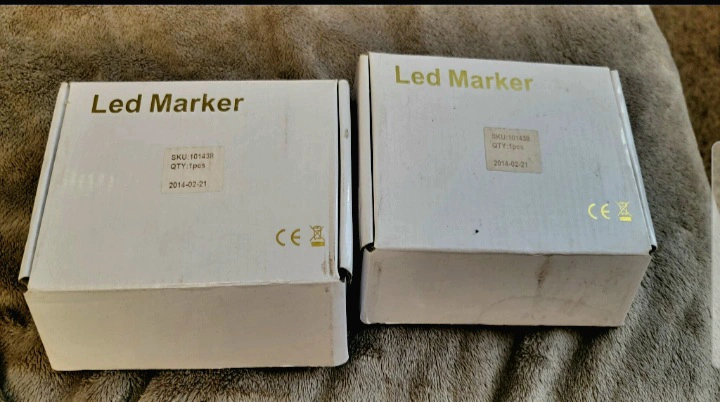 Led Marker
SKU:101438
QTY:1pcs
2014-02-21
CE
Led Marker
SKU:101438
QTY:1pcs
2014-02-21
CE